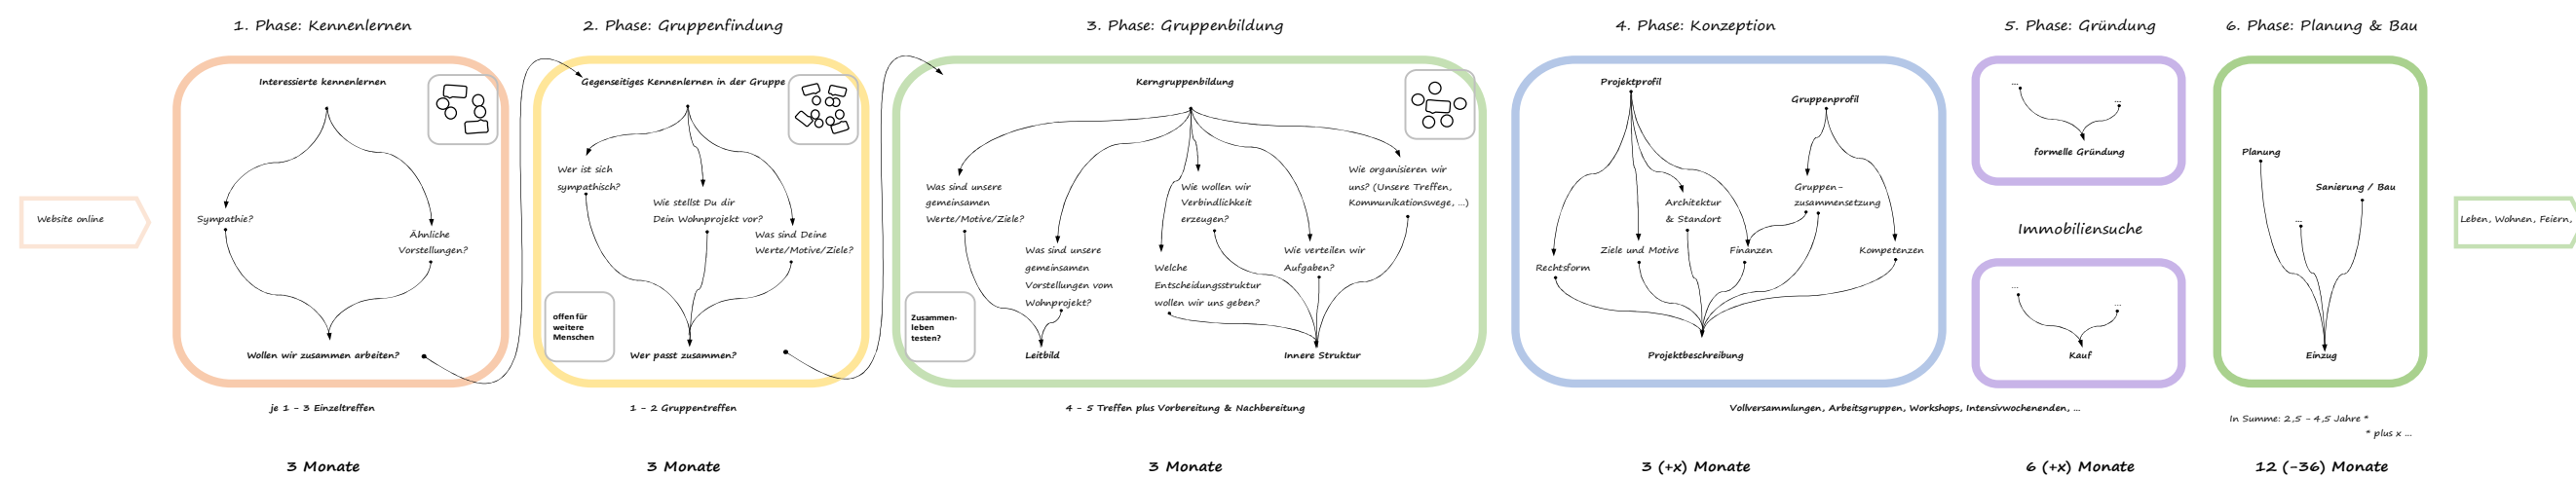 1. Phase: Kennenlernen
2. Phase: Gruppenfindung
3. Phase: Gruppenbildung
4. Phase: Konzeption
5. Phase: Gründung
6. Phase: Planung & Bau
Website online
Interessierte kennenlernen
Sympathie?
Ähnliche
Vorstellungen?
Wollen wir zusammen arbeiten?
je 1 - 3 Einzeltreffen
3 Monate
Gegenseitiges Kennenlernen in der Gruppe
Wer ist sich
sympathisch?
Wie stellst Du dir
Dein Wohnprojekt vor?
Was sind Deine
Werte/Motive/Ziele?
offen für
weitere
Menschen
Wer passt zusammen?
1 - 2 Gruppentreffen
3 Monate
Kerngruppenbildung
Was sind unsere
gemeinsamen
Werte/Motive/Ziele?
Was sind unsere
gemeinsamen
Vorstellungen vom
Wohnprojekt?
Wie wollen wir
Verbindlichkeit
erzeugen?
Welche
Entscheidungsstruktur
wollen wir uns geben?
Wie verteilen wir
Aufgaben?
Wie organisieren wir
uns? (Unsere Treffen,
Kommunikationswege, ...)
Zusammen-
leben
testen?
Leitbild
Innere Struktur
4 - 5 Treffen plus Vorbereitung & Nachbereitung
3 Monate
Projektprofil
Gruppenprofil
Rechtsform
Ziele und Motive
Architektur
& Standort
Finanzen
Gruppen-
zusammensetzung
Kompetenzen
Projektbeschreibung
Vollversammlungen, Arbeitsgruppen, Workshops, Intensivwochenenden, ...
3 (+x) Monate
...
...
formelle Gründung
Immobiliensuche
...
...
Kauf
6 (+x) Monate
Planung
...
Sanierung / Bau
Einzug
In Summe: 2,5 - 4,5 Jahre *
* plus x ...
12 (-36) Monate
Leben, Wohnen, Feiern,